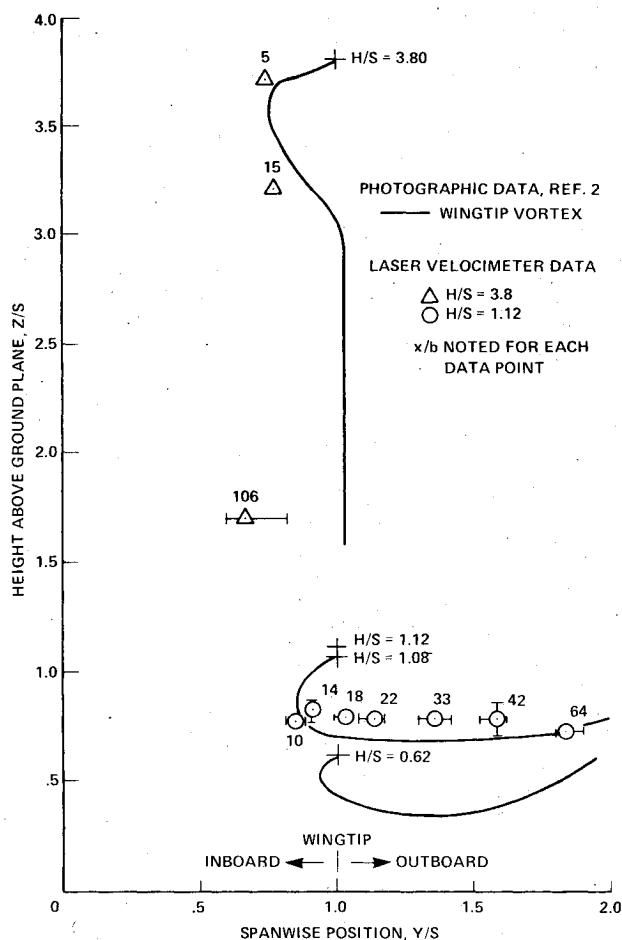 4.0
5
H/S = 3.80
3.5
15
PHOTOGRAPHIC DATA, REF. 2
WINGTIP VORTEX
3.0
LASER VELOCIMETER DATA
H/S = 3.8
H/S = 1.12
x/b NOTED FOR EACH
DATA POINT
2.5
HEIGHT ABOVE GROUND PLANE, Z/S
2.0
106
1.5
H/S = 1.12
H/S = 1.08
1.0
14
18
22
33
42
64
10
H/S = 0.62
.5
WINGTIP
INBOARD
OUTBOARD
0
.5
1.0
1.5
2.0
SPANWISE POSITION, Y/S